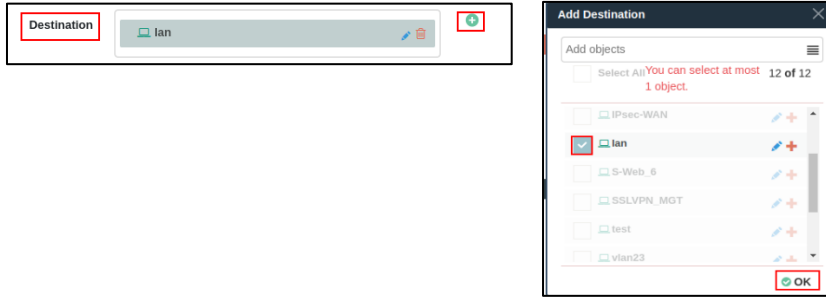 Destination
lan
Add Destination
Add objects
Select All You can select at most 1 object. 12 of 12
IPsec-WAN
lan
S-Web_6
SSLVPN_MGT
test
vlan23
OK